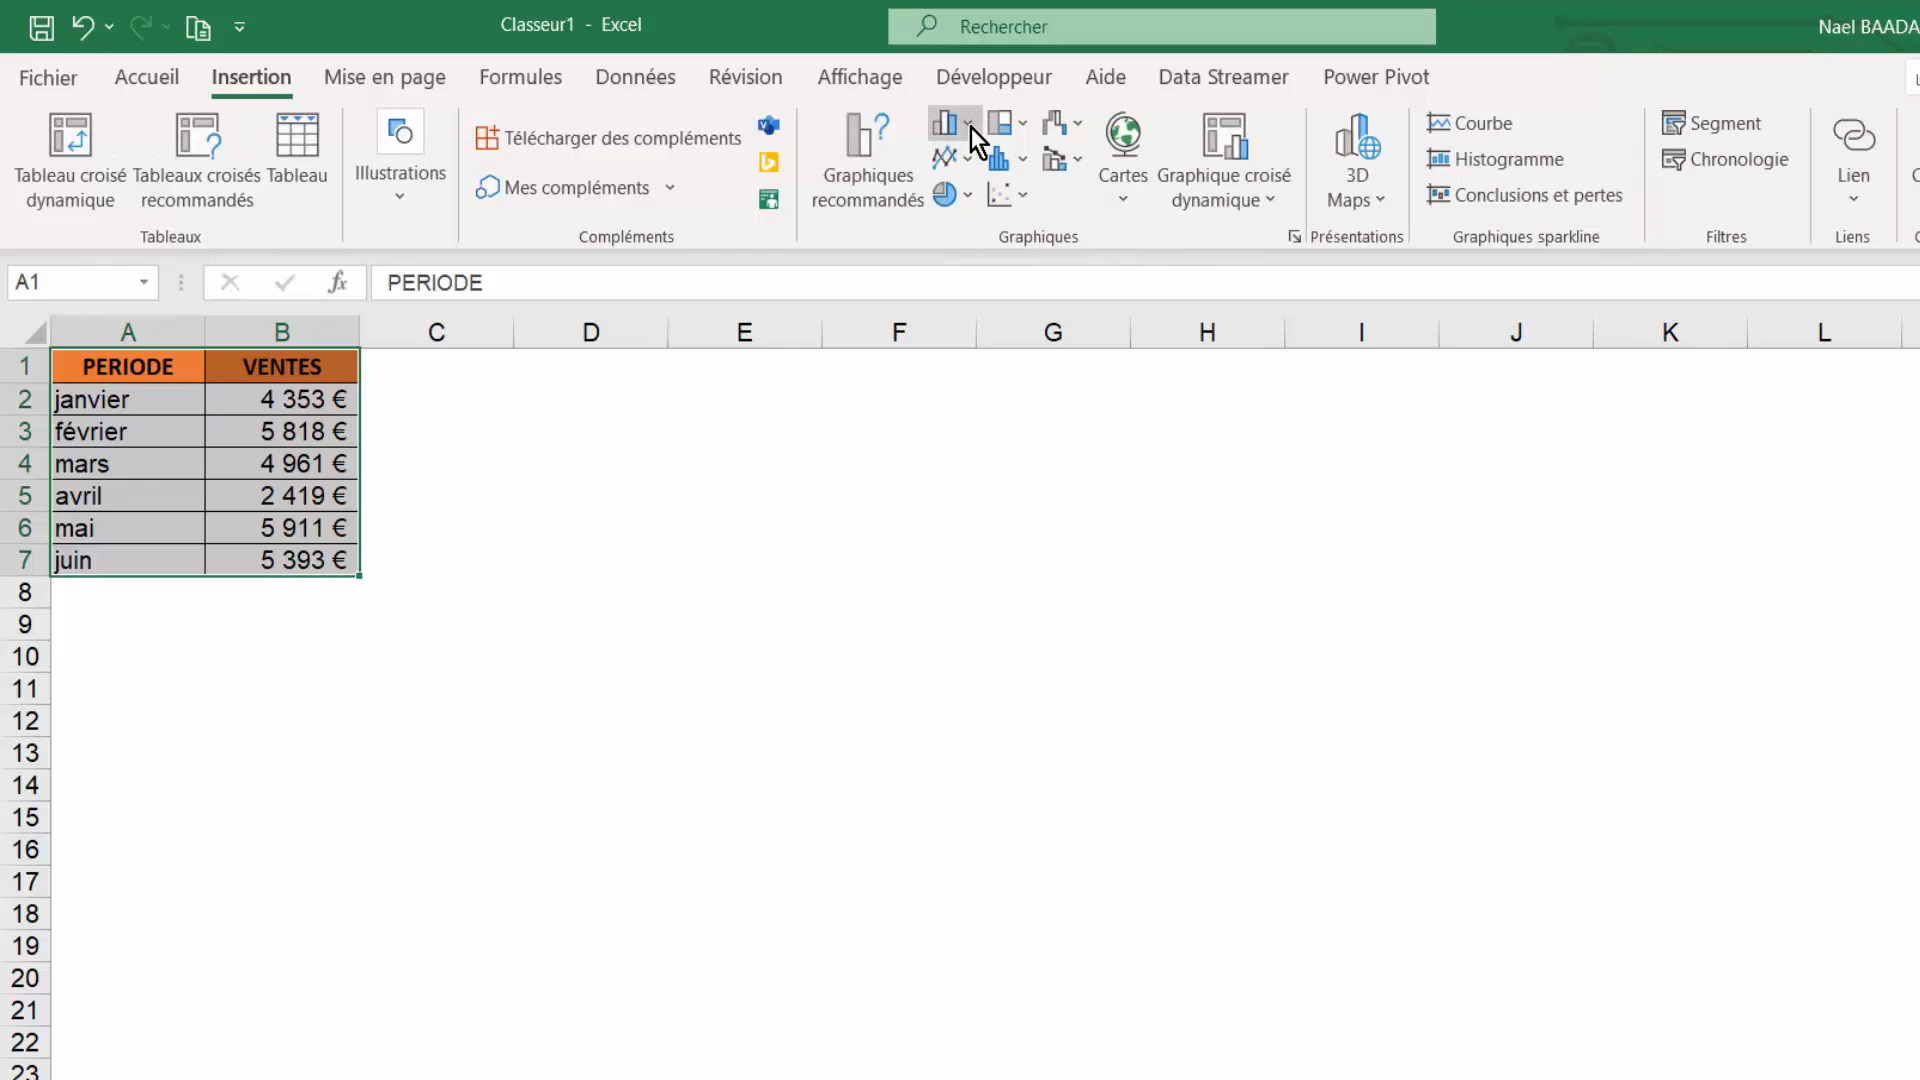 Classeur1 - Excel
Rechercher
Nael BAADA
Fichier Accueil Insertion Mise en page Formules Données Révision Affichage Développeur Aide Data Streamer Power Pivot
Tableau croisé dynamique
Tableaux croisés recommandés
Tableau
Tableaux
Illustrations
Télécharger des compléments
Mes compléments
Compléments
Graphiques recommandés
Cartes
Graphique croisé dynamique
Graphiques
3D Maps
Présentations
Courbe
Histogramme
Conclusions et pertes
Graphiques sparkline
Segment
Chronologie
Filtres
Lien
Liens
A1
fx
PERIODE
A B C D E F G H I J K L
1 PERIODE VENTES
2 janvier 4 353 €
3 février 5 818 €
4 mars 4 961 €
5 avril 2 419 €
6 mai 5 911 €
7 juin 5 393 €
8
9
10
11
12
13
14
15
16
17
18
19
20
21
22
23